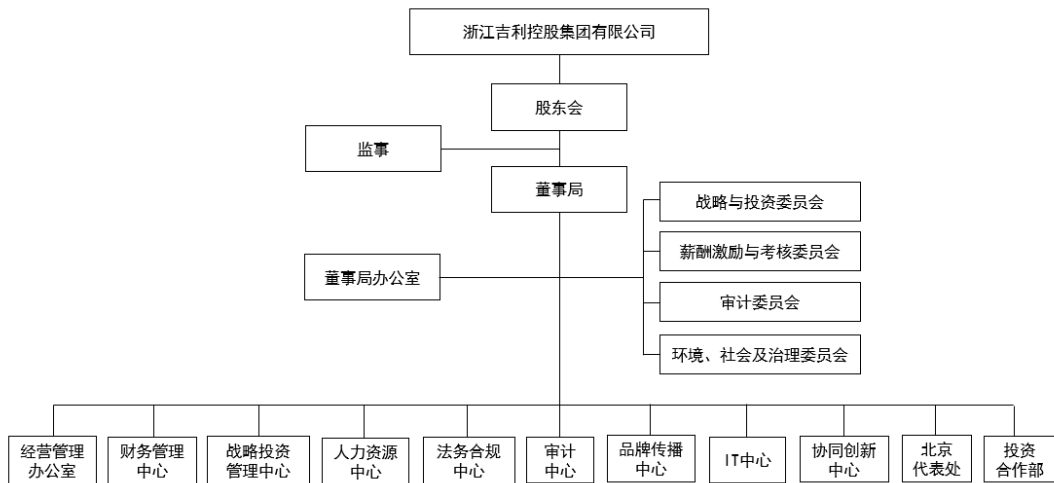 浙江吉利控股集团有限公司
股东会
监事
董事局
战略与投资委员会
薪酬激励与考核委员会
董事局办公室
审计委员会
环境、社会及治理委员会
经营管理
办公室
财务管理
中心
战略投资
管理中心
人力资源
中心
法务合规
中心
审计
中心
品牌传播
中心
IT中心
协同创新
中心
北京
代表处
投资
合作部